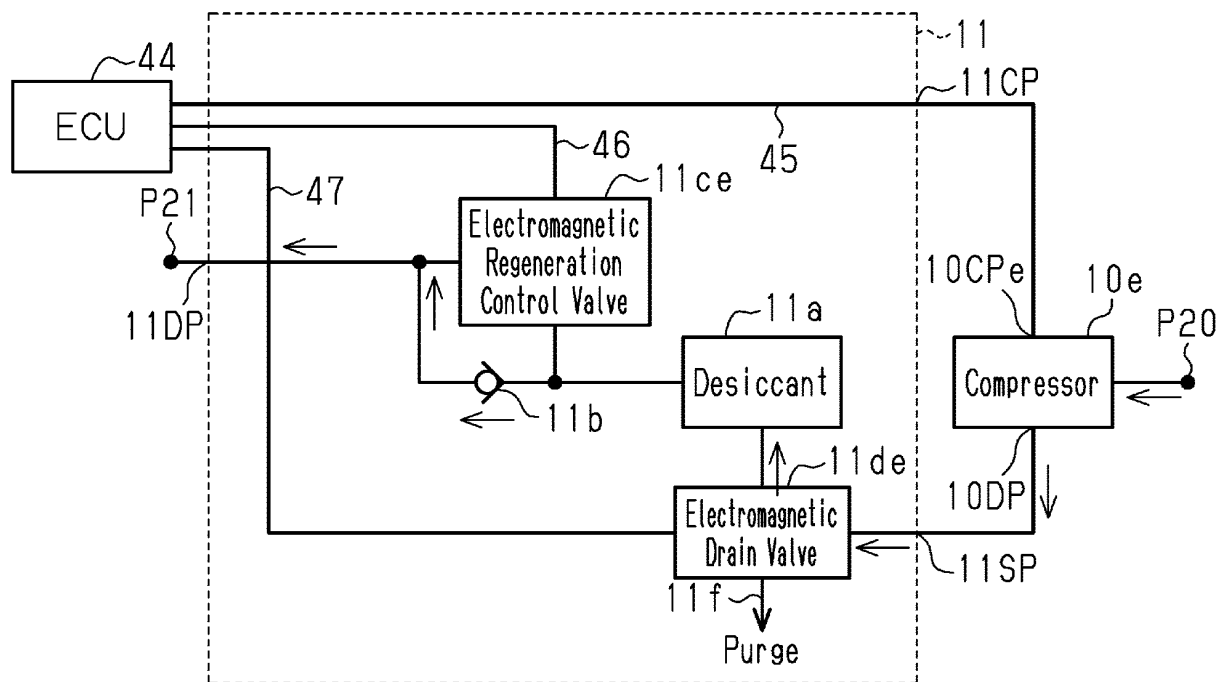 11
44
11CP
ECU
45
46
47
11ce
P21
Electromagnetic
Regeneration
Control Valve
10CPe
10e
11DP
11a
P20
Desiccant
Compressor
11b
11de
10DP
Electromagnetic
Drain Valve
11SP
11f
Purge